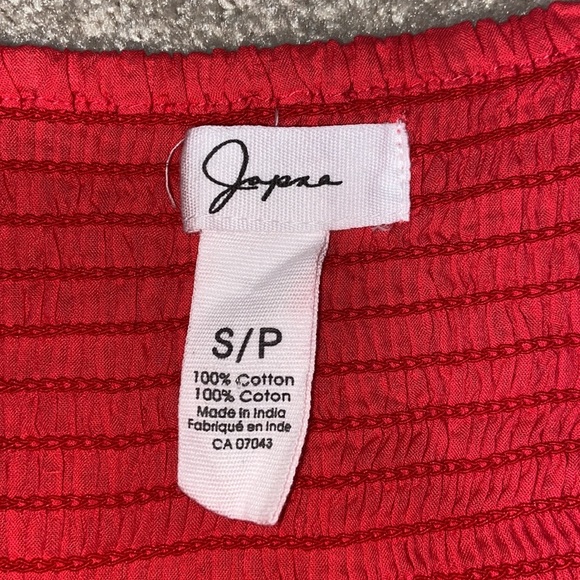 Japna
S/P
100% Cotton
100% Coton
Made in India
Fabriqué en Inde
CA 07043